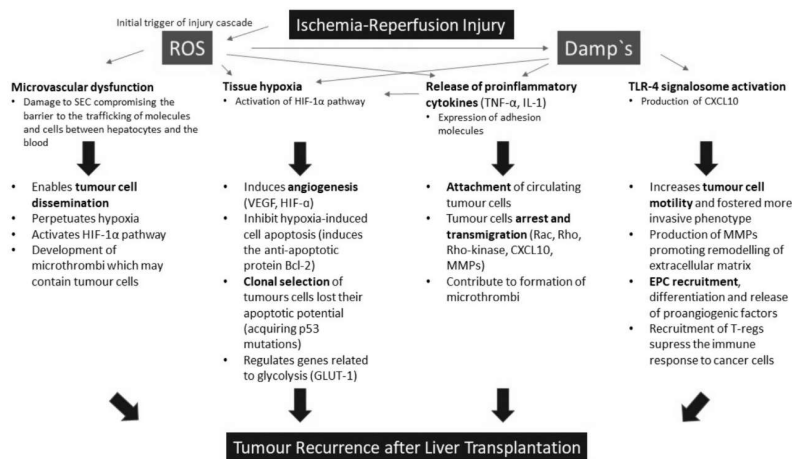 Initial trigger of injury cascade
Ischemia-Reperfusion Injury
ROS
Damp`s
Microvascular dysfunction
• Damage to SEC compromising the
barrier to the trafficking of molecules
and cells between hepatocytes and the
blood
Tissue hypoxia
• Activation of HIF-1α pathway
Release of proinflammatory
cytokines (TNF-α, IL-1)
• Expression of adhesion
molecules
TLR-4 signalosome activation
• Production of CXCL10
• Enables tumour cell
dissemination
• Perpetuates hypoxia
• Activates HIF-1α pathway
• Development of
microthrombi which may
contain tumour cells
• Induces angiogenesis
(VEGF, HIF-α)
• Inhibit hypoxia-induced
cell apoptosis (induces
the anti-apoptotic
protein Bcl-2)
• Clonal selection of
tumours cells lost their
apoptotic potential
(acquiring p53
mutations)
• Regulates genes related
to glycolysis (GLUT-1)
• Attachment of circulating
tumour cells
• Tumour cells arrest and
transmigration (Rac, Rho,
Rho-kinase, CXCL10,
MMPs)
• Contribute to formation of
microthrombi
• Increases tumour cell
motility and fostered more
invasive phenotype
• Production of MMPs
promoting remodelling of
extracellular matrix
• EPC recruitment,
differentiation and release
of proangiogenic factors
• Recruitment of T-regs
supress the immune
response to cancer cells
Tumour Recurrence after Liver Transplantation